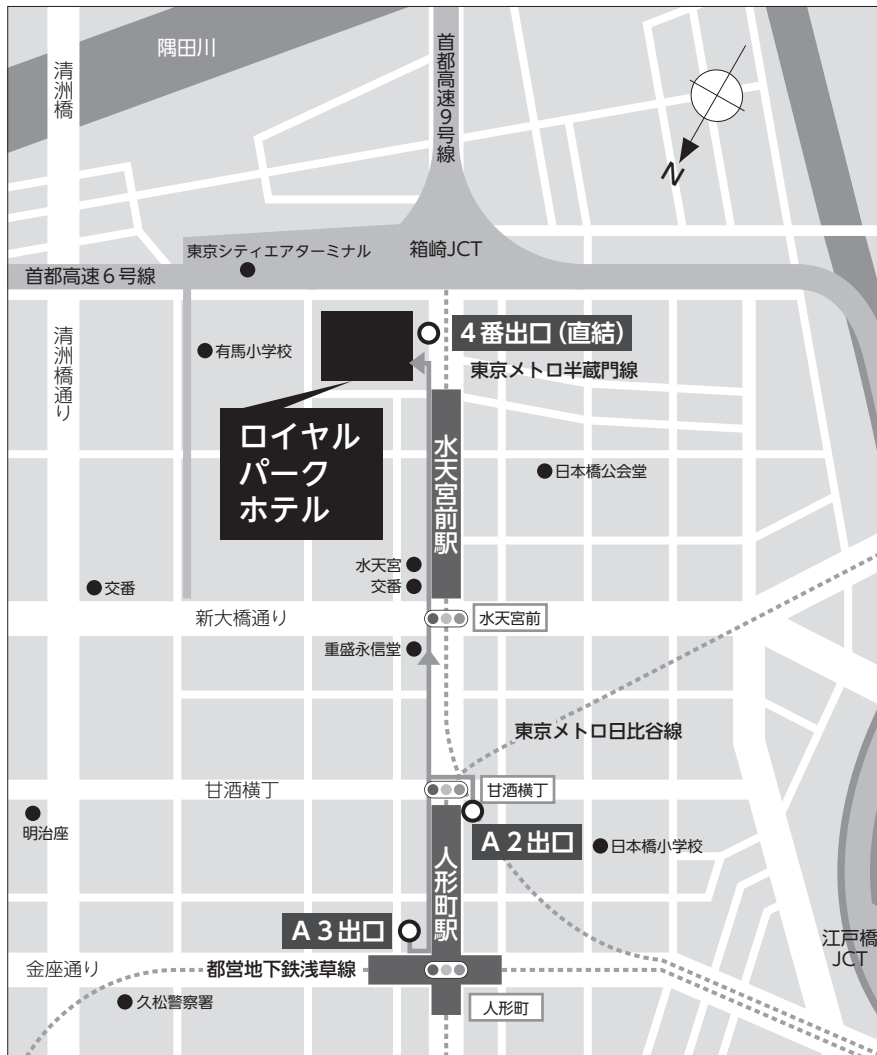 隅田川
清洲橋
首都高速9号線
N
東京シティエアターミナル
箱崎JCT
首都高速6号線
清洲橋通り
有馬小学校
4番出口(直結)
東京メトロ半蔵門線
ロイヤル
パーク
ホテル
水天宮前駅
日本橋公会堂
水天宮
交番
交番
新大橋通り
水天宮前
重盛永信堂
東京メトロ日比谷線
甘酒横丁
甘酒横丁
明治座
A2出口
日本橋小学校
人形町駅
A3出口
江戸橋
JCT
金座通り
都営地下鉄浅草線
久松警察署
人形町